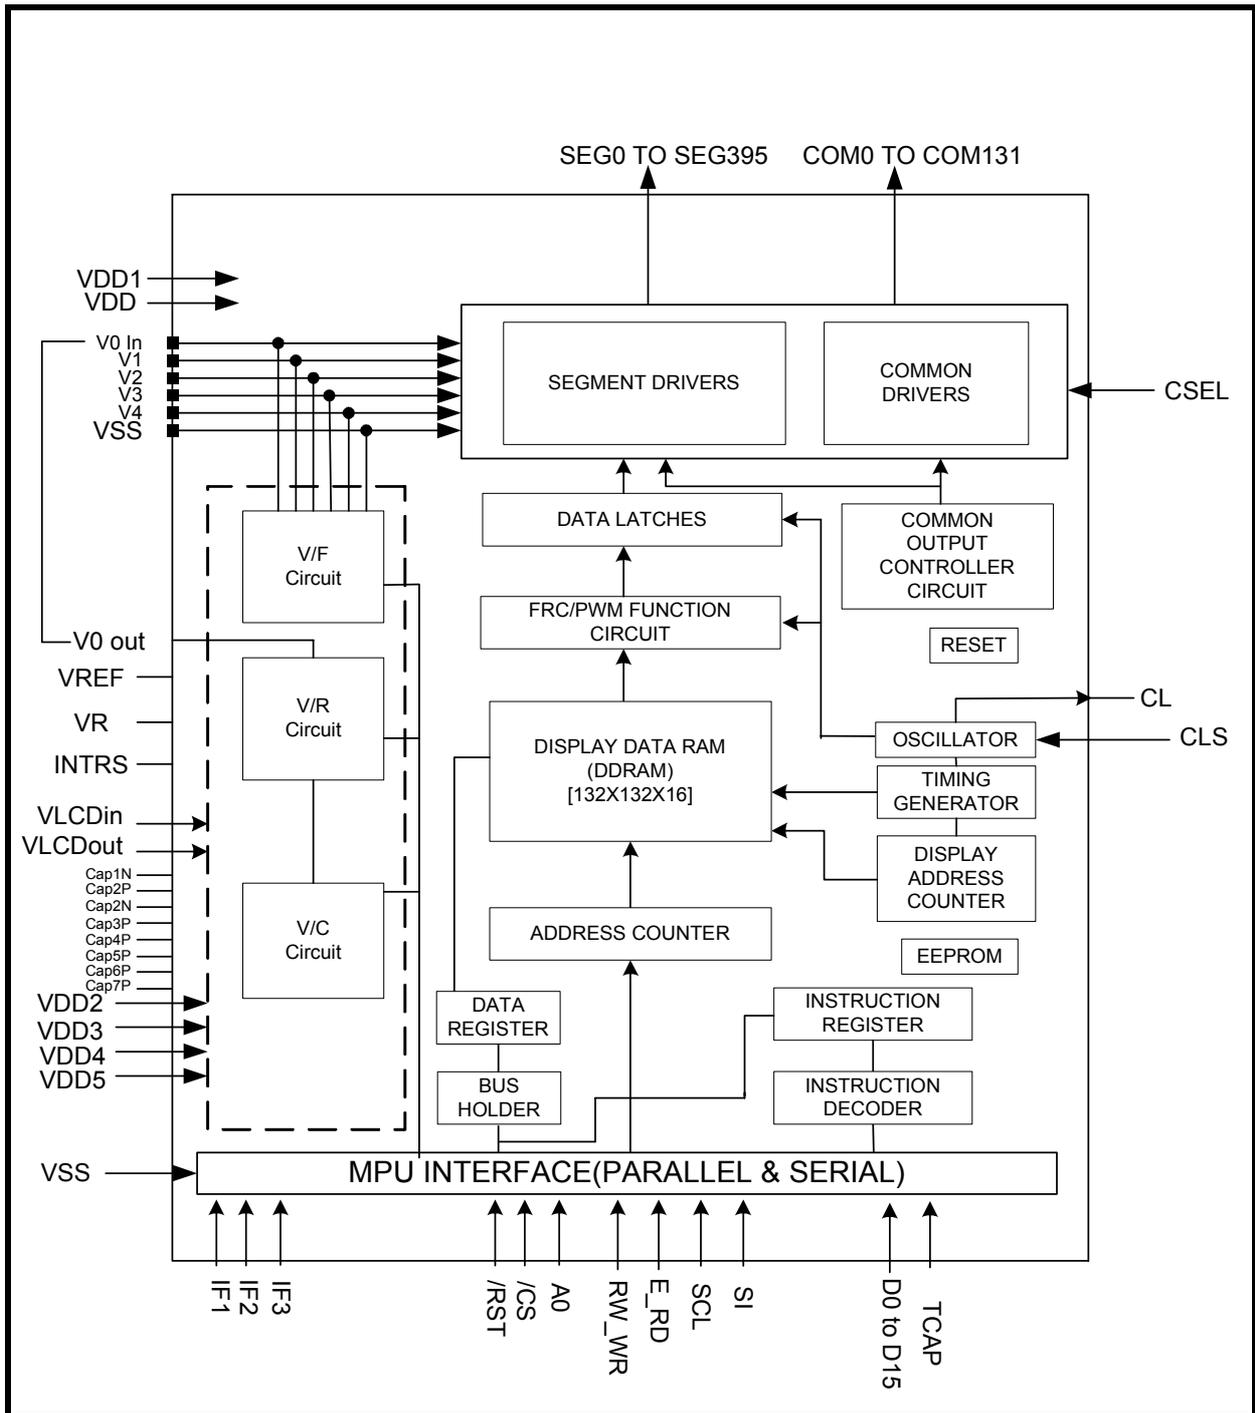 SEG0 TO SEG395
COM0 TO COM131
VDD1
VDD
V0 In
V1
V2
V3
V4
VSS
SEGMENT DRIVERS
COMMON
DRIVERS
CSEL
DATA LATCHES
COMMON
OUTPUT
CONTROLLER
CIRCUIT
V/F
Circuit
FRC/PWM FUNCTION
CIRCUIT
RESET
V0 out
VREF
VR
INTRS
V/R
Circuit
DISPLAY DATA RAM
(DDRAM)
[132X132X16]
OSCILLATOR
CL
CLS
TIMING
GENERATOR
VLCDin
VLCDout
DISPLAY
ADDRESS
COUNTER
Cap1N
Cap2P
Cap2N
Cap3P
Cap4P
Cap5P
Cap6P
Cap7P
V/C
Circuit
ADDRESS COUNTER
EEPROM
VDD2
VDD3
VDD4
VDD5
DATA
REGISTER
INSTRUCTION
REGISTER
BUS
HOLDER
INSTRUCTION
DECODER
VSS
MPU INTERFACE(PARALLEL & SERIAL)
IF1
IF2
IF3
/RST
/CS
A0
RW_WR
E_RD
SCL
SI
D0 to D15
TCAP